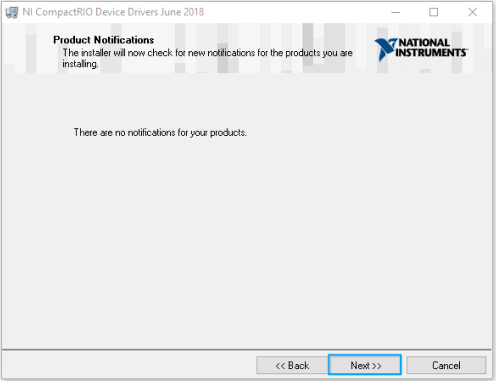 NI CompactRIO Device Drivers June 2018
Product Notifications
The installer will now check for new notifications for the products you are
installing.
NATIONAL
INSTRUMENTS
There are no notifications for your products.
<< Back
Next >>
Cancel